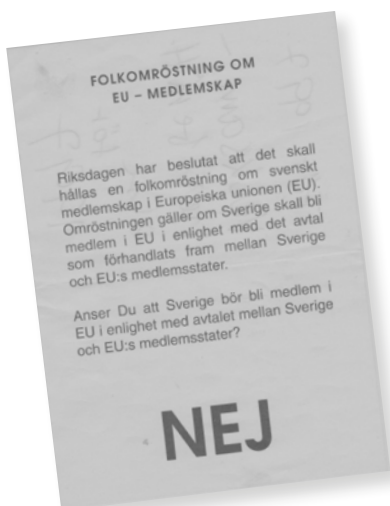 FOLKOMRÖSTNING OM
EU – MEDLEMSKAP
Riksdagen har beslutat att det skall
hållas en folkomröstning om svenskt
medlemskap i Europeiska unionen (EU).
Omröstningen gäller om Sverige skall bli
medlem i EU i enlighet med det avtal
som förhandlats fram mellan Sverige
och EU:s medlemsstater.
Anser Du att Sverige bör bli medlem i
EU i enlighet med avtalet mellan Sverige
och EU:s medlemsstater?
NEJ